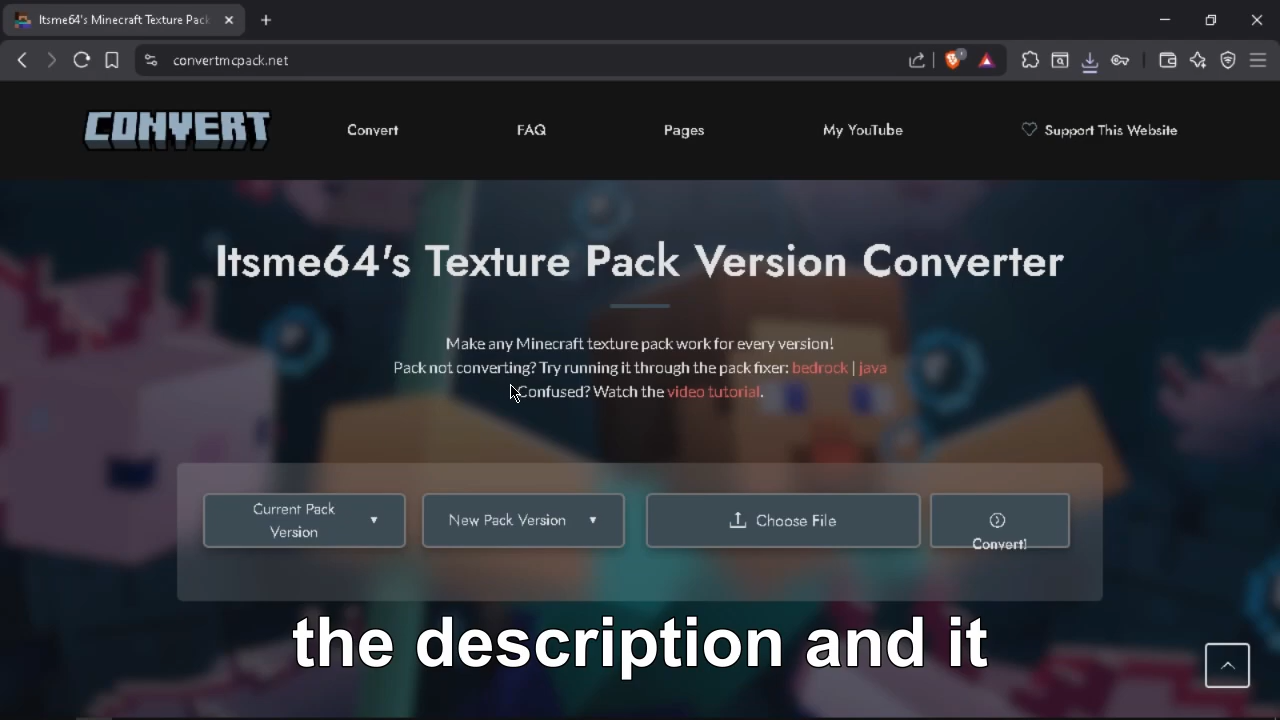 Itsme64's Minecraft Texture Pack
convertmcpack.net
CONVERT
Convert
FAQ
Pages
My YouTube
Support This Website
Itsme64's Texture Pack Version Converter
Make any Minecraft texture pack work for every version!
Pack not converting? Try running it through the pack fixer: bedrock | java
Confused? Watch the video tutorial.
Current Pack
Version
New Pack Version
Choose File
Convert!
the description and it